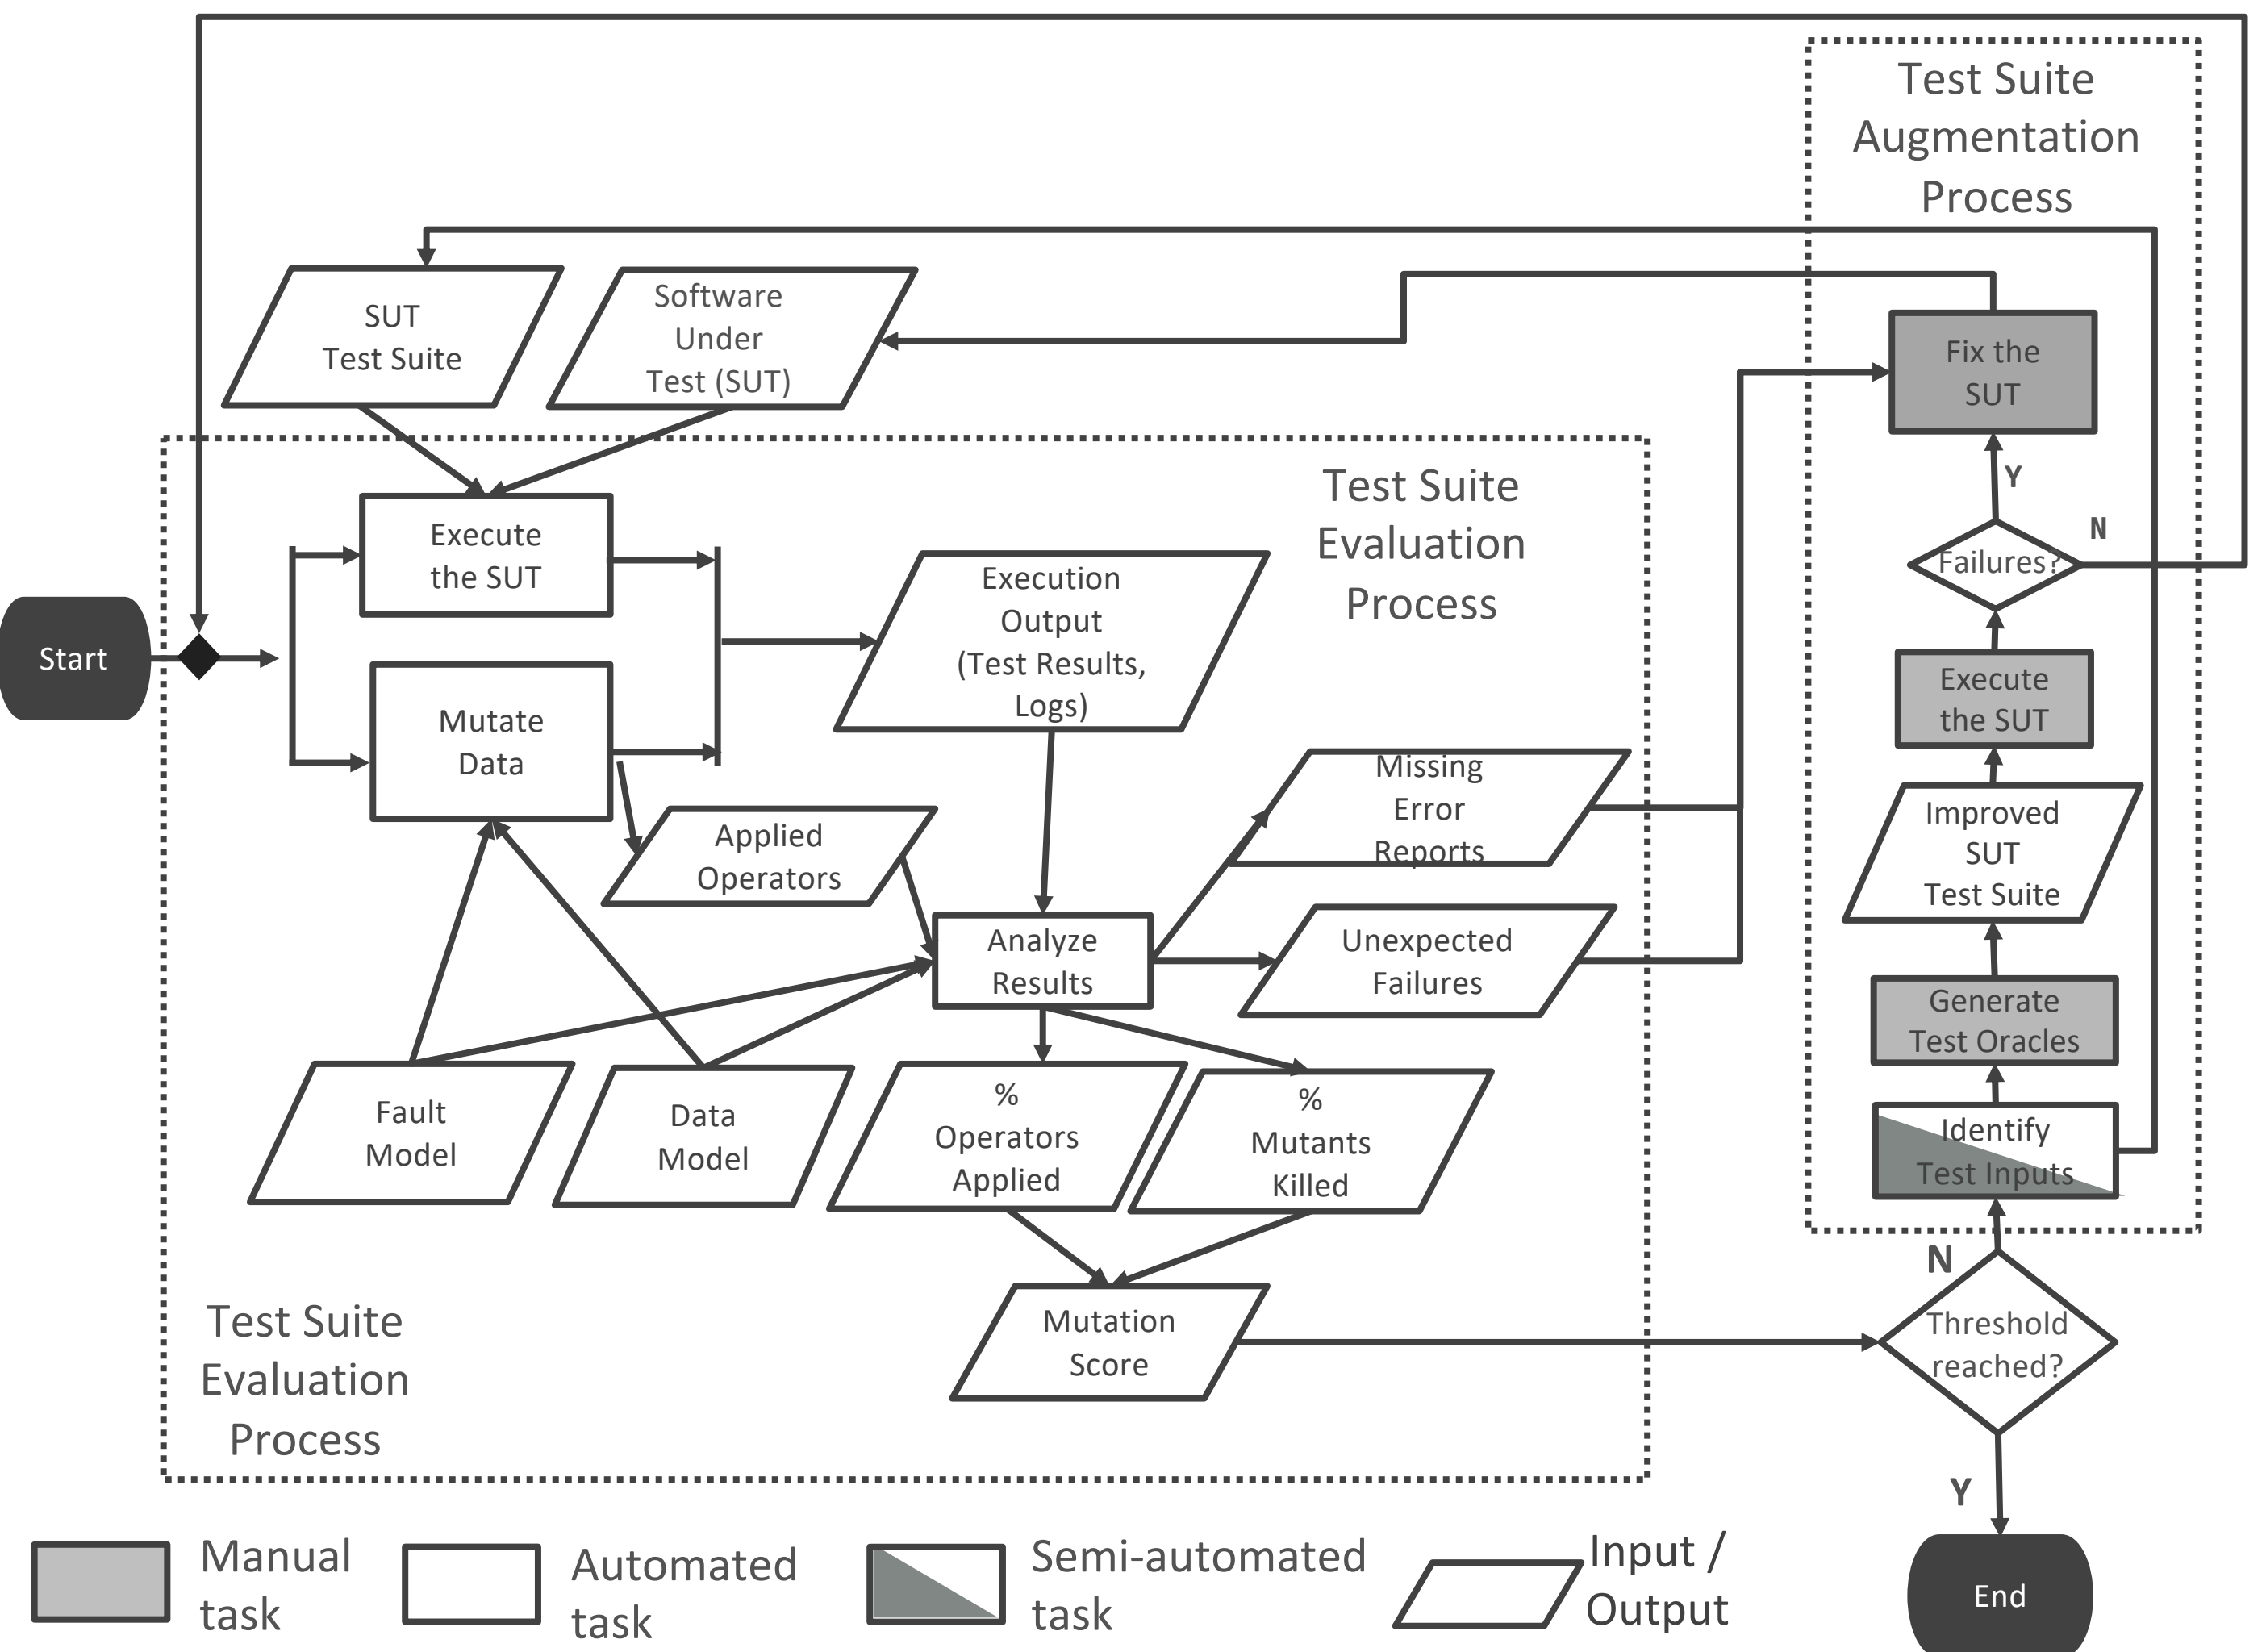 Test Suite
Augmentation
Process
SUT
Test Suite
Software
Under
Test (SUT)
Fix the
SUT
Y
N
Failures?
Test Suite
Evaluation
Process
Execute
the SUT
Execution
Output
(Test Results,
Logs)
Start
Mutate
Data
Execute
the SUT
Missing
Error
Reports
Improved
SUT
Test Suite
Applied
Operators
Analyze
Results
Unexpected
Failures
Generate
Test Oracles
Identify
Test Inputs
Fault
Model
Data
Model
%
Operators
Applied
%
Mutants
Killed
N
Threshold
reached?
Mutation
Score
Test Suite
Evaluation
Process
Y
End
Manual
task
Automated
task
Semi-automated
task
Input /
Output